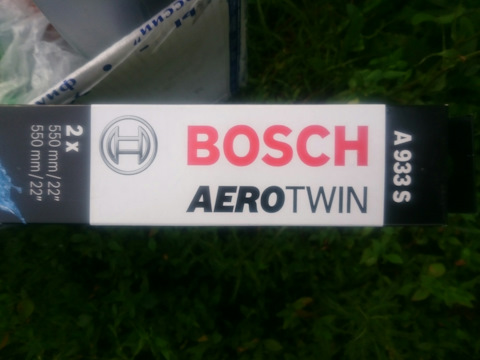 2 x
550 mm / 22"
550 mm / 22"
BOSCH
AEROTWIN
A 933 S